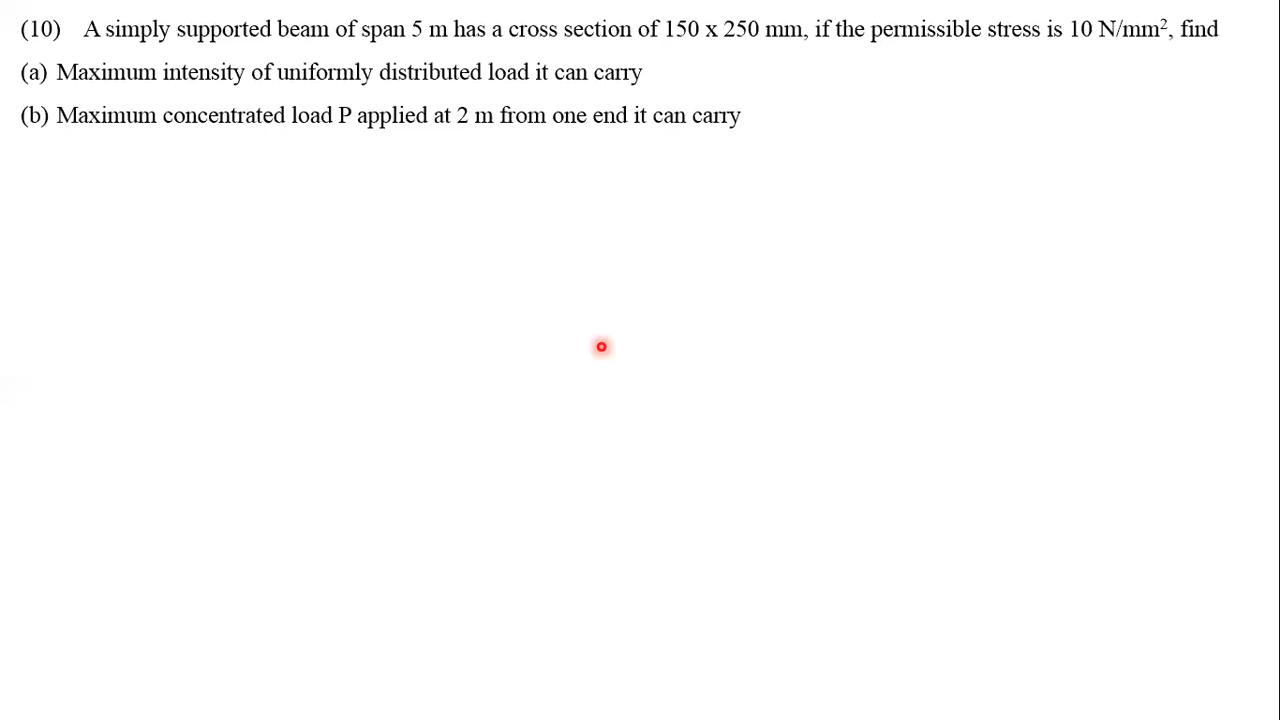 (10) A simply supported beam of span 5 m has a cross section of 150 x 250 mm, if the permissible stress is 10 N/mm², find
(a) Maximum intensity of uniformly distributed load it can carry
(b) Maximum concentrated load P applied at 2 m from one end it can carry